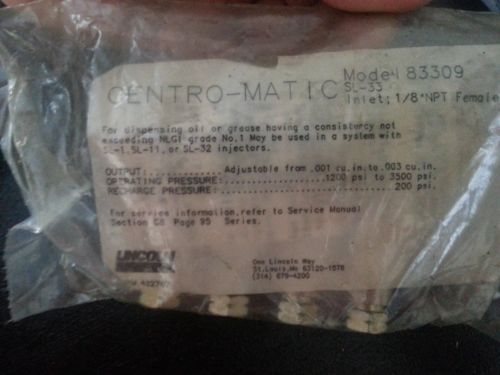 CENTRO-MATIC
Model 83309
SL-33
Inlet; 1/8" NPT Female
For dispensing oil or grease having a consistency not
exceeding NLGI grade No.1 May be used in a system with
SL-1, SL-11, or SL-32 injectors.
OUTPUT:............. Adjustable from .001 cu.in.to.003 cu.in.
OPERATING PRESSURE:.................1200 psi to 3500 psi.
RECHARGE PRESSURE:........................... 200 psi.
For service information, refer to Service Manual
Section C8 Page 95 Series.
LINCOLN
One Lincoln Way
St.Louis,Mo 63120-1578
(314) 679-4200